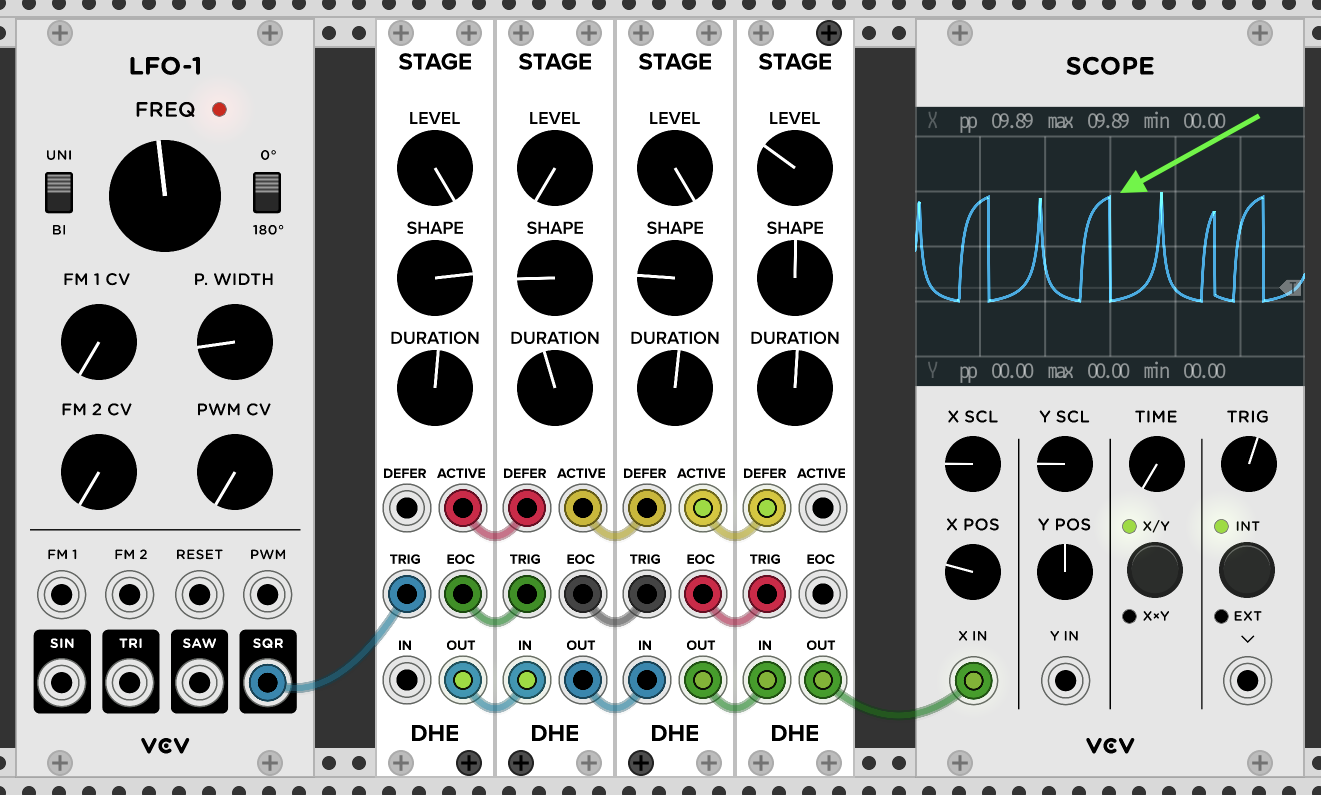 LFO-1
FREQ
UNI
0°
BI
180°
FM 1 CV
P. WIDTH
FM 2 CV
PWM CV
FM 1
FM 2
RESET
PWM
SIN
TRI
SAW
SQR
VCV
STAGE
LEVEL
SHAPE
DURATION
DEFER
ACTIVE
TRIG
EOC
IN
OUT
DHE
STAGE
LEVEL
SHAPE
DURATION
DEFER
ACTIVE
TRIG
EOC
IN
OUT
DHE
STAGE
LEVEL
SHAPE
DURATION
DEFER
ACTIVE
TRIG
EOC
IN
OUT
DHE
STAGE
LEVEL
SHAPE
DURATION
DEFER
ACTIVE
TRIG
EOC
IN
OUT
DHE
SCOPE
X pp 09.89 max 09.89 min 00.00
T
Y pp 00.00 max 00.00 min 00.00
X SCL
Y SCL
TIME
TRIG
X POS
Y POS
X/Y
INT
X×Y
EXT
X IN
Y IN
VCV